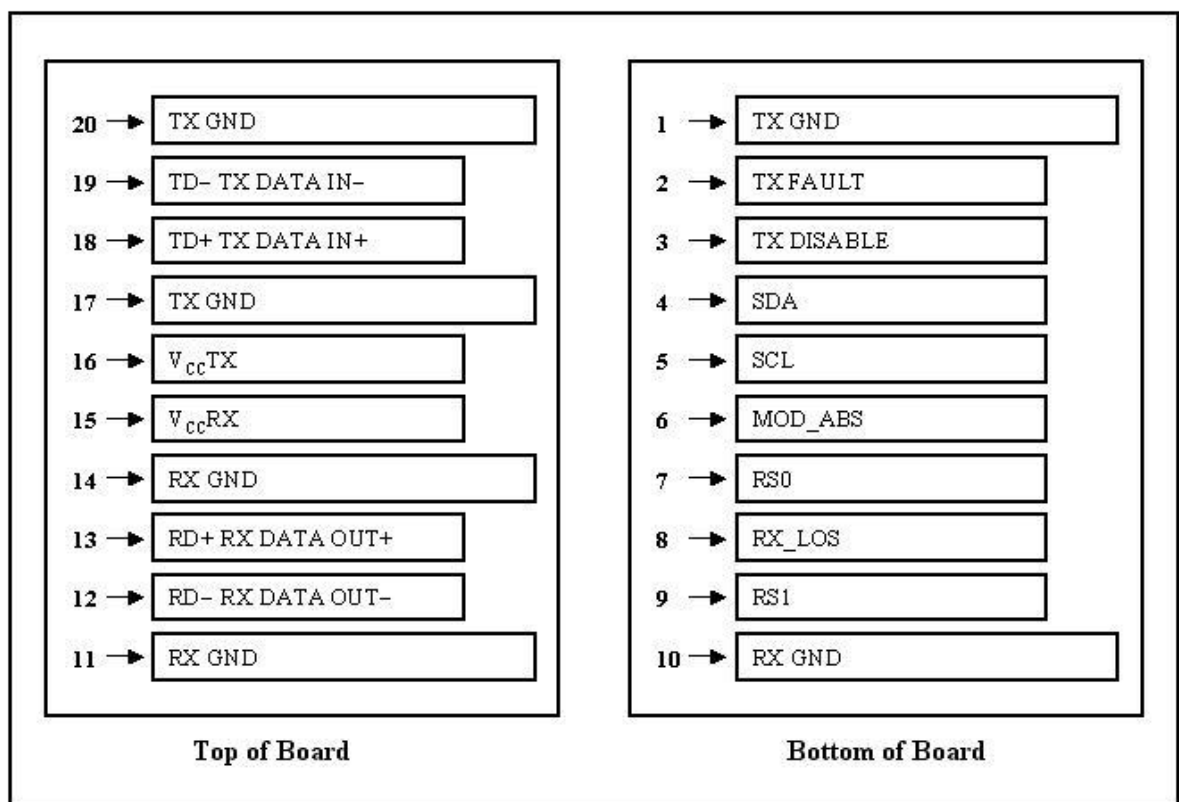 20 TX GND
19 TD– TX DATA IN–
18 TD+ TX DATA IN+
17 TX GND
16 VCCTX
15 VCCRX
14 RX GND
13 RD+ RX DATA OUT+
12 RD– RX DATA OUT–
11 RX GND
Top of Board
1 TX GND
2 TX FAULT
3 TX DISABLE
4 SDA
5 SCL
6 MOD_ABS
7 RS0
8 RX_LOS
9 RS1
10 RX GND
Bottom of Board